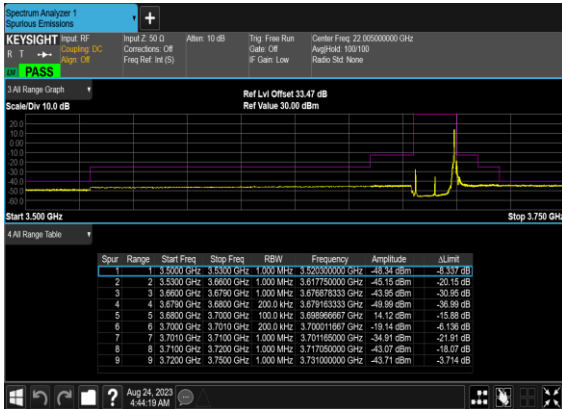 Spectrum Analyzer 1
Spurious Emissions
+
KEYSIGHT Input: RF Input Z: 50 Ω Atten: 10 dB Trig: Free Run Center Freq: 22.005000000 GHz
R T Coupling: DC Corrections: Off Gate: Off Avg|Hold: 100/100
Align: Off Freq Ref: Int (S) IF Gain: Low Radio Std: None
PASS
3 All Range Graph
Ref Lvl Offset 33.47 dB
Scale/Div 10.0 dB Ref Value 30.00 dBm
20.0
10.0
0.00
-10.0
-20.0
-30.0
-40.0
-50.0
-60.0
Start 3.500 GHz Stop 3.750 GHz
4 All Range Table
Spur Range Start Freq Stop Freq RBW Frequency Amplitude ΔLimit
1 1 3.5000 GHz 3.5300 GHz 1.000 MHz 3.520300000 GHz -48.34 dBm -8.337 dB
2 2 3.5300 GHz 3.6600 GHz 1.000 MHz 3.617750000 GHz -45.15 dBm -20.15 dB
3 3 3.6600 GHz 3.6790 GHz 1.000 MHz 3.676878333 GHz -43.95 dBm -30.95 dB
4 4 3.6790 GHz 3.6800 GHz 200.0 kHz 3.679163333 GHz -49.99 dBm -36.99 dB
5 5 3.6800 GHz 3.7000 GHz 100.0 kHz 3.698966667 GHz 14.12 dBm -15.88 dB
6 6 3.7000 GHz 3.7010 GHz 200.0 kHz 3.700011667 GHz -19.14 dBm -6.136 dB
7 7 3.7010 GHz 3.7100 GHz 1.000 MHz 3.701165000 GHz -34.91 dBm -21.91 dB
8 8 3.7100 GHz 3.7200 GHz 1.000 MHz 3.717050000 GHz -43.07 dBm -18.07 dB
9 9 3.7200 GHz 3.7500 GHz 1.000 MHz 3.731000000 GHz -43.71 dBm -3.714 dB
?
Aug 24, 2023
4:44:19 AM